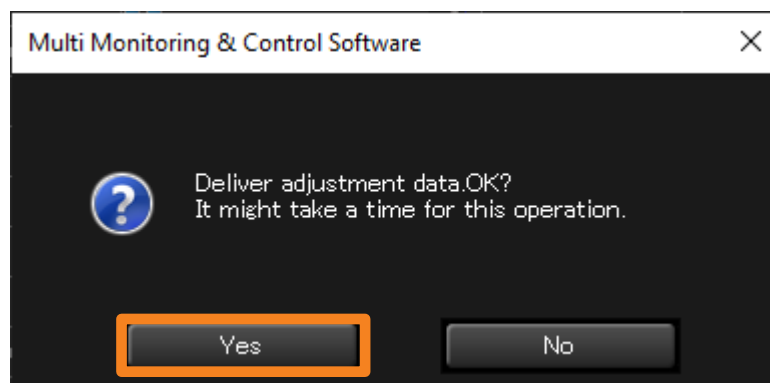 Multi Monitoring & Control Software
Deliver adjustment data.OK?
It might take a time for this operation.
Yes
No